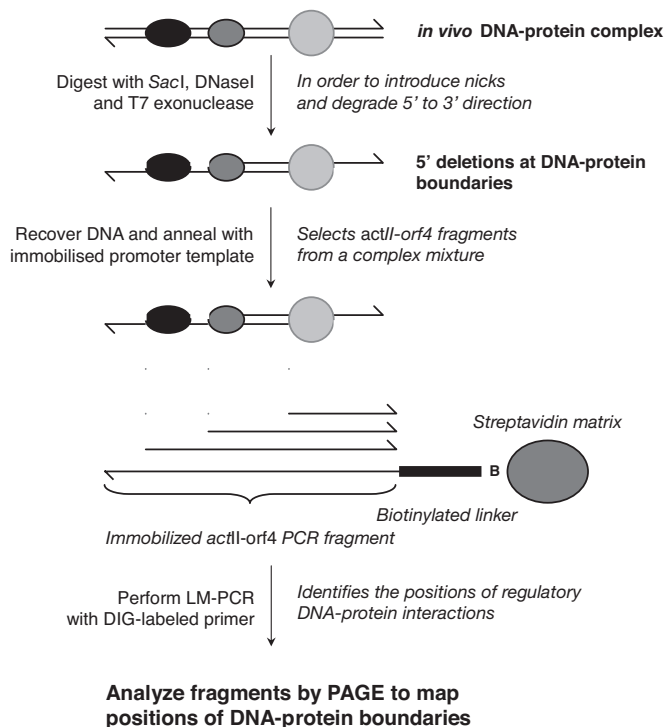 in vivo DNA-protein complex
Digest with SacI, DNaseI
and T7 exonuclease
In order to introduce nicks
and degrade 5’ to 3’ direction
5’ deletions at DNA-protein
boundaries
Recover DNA and anneal with
immobilised promoter template
Selects actII-orf4 fragments
from a complex mixture
Streptavidin matrix
B
Biotinylated linker
Immobilized actII-orf4 PCR fragment
Perform LM-PCR
with DIG-labeled primer
Identifies the positions of regulatory
DNA-protein interactions
Analyze fragments by PAGE to map
positions of DNA-protein boundaries